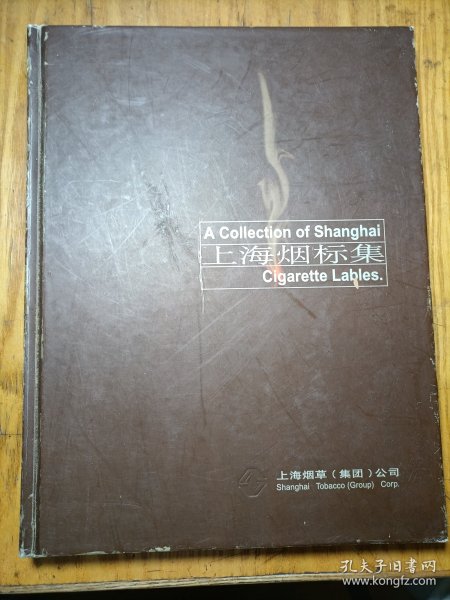 A Collection of Shanghai
上海烟标集
Cigarette Lables.
上海烟草(集团)公司
Shanghai Tobacco (Group) Corp.
孔夫子旧书网
www.kongfz.com